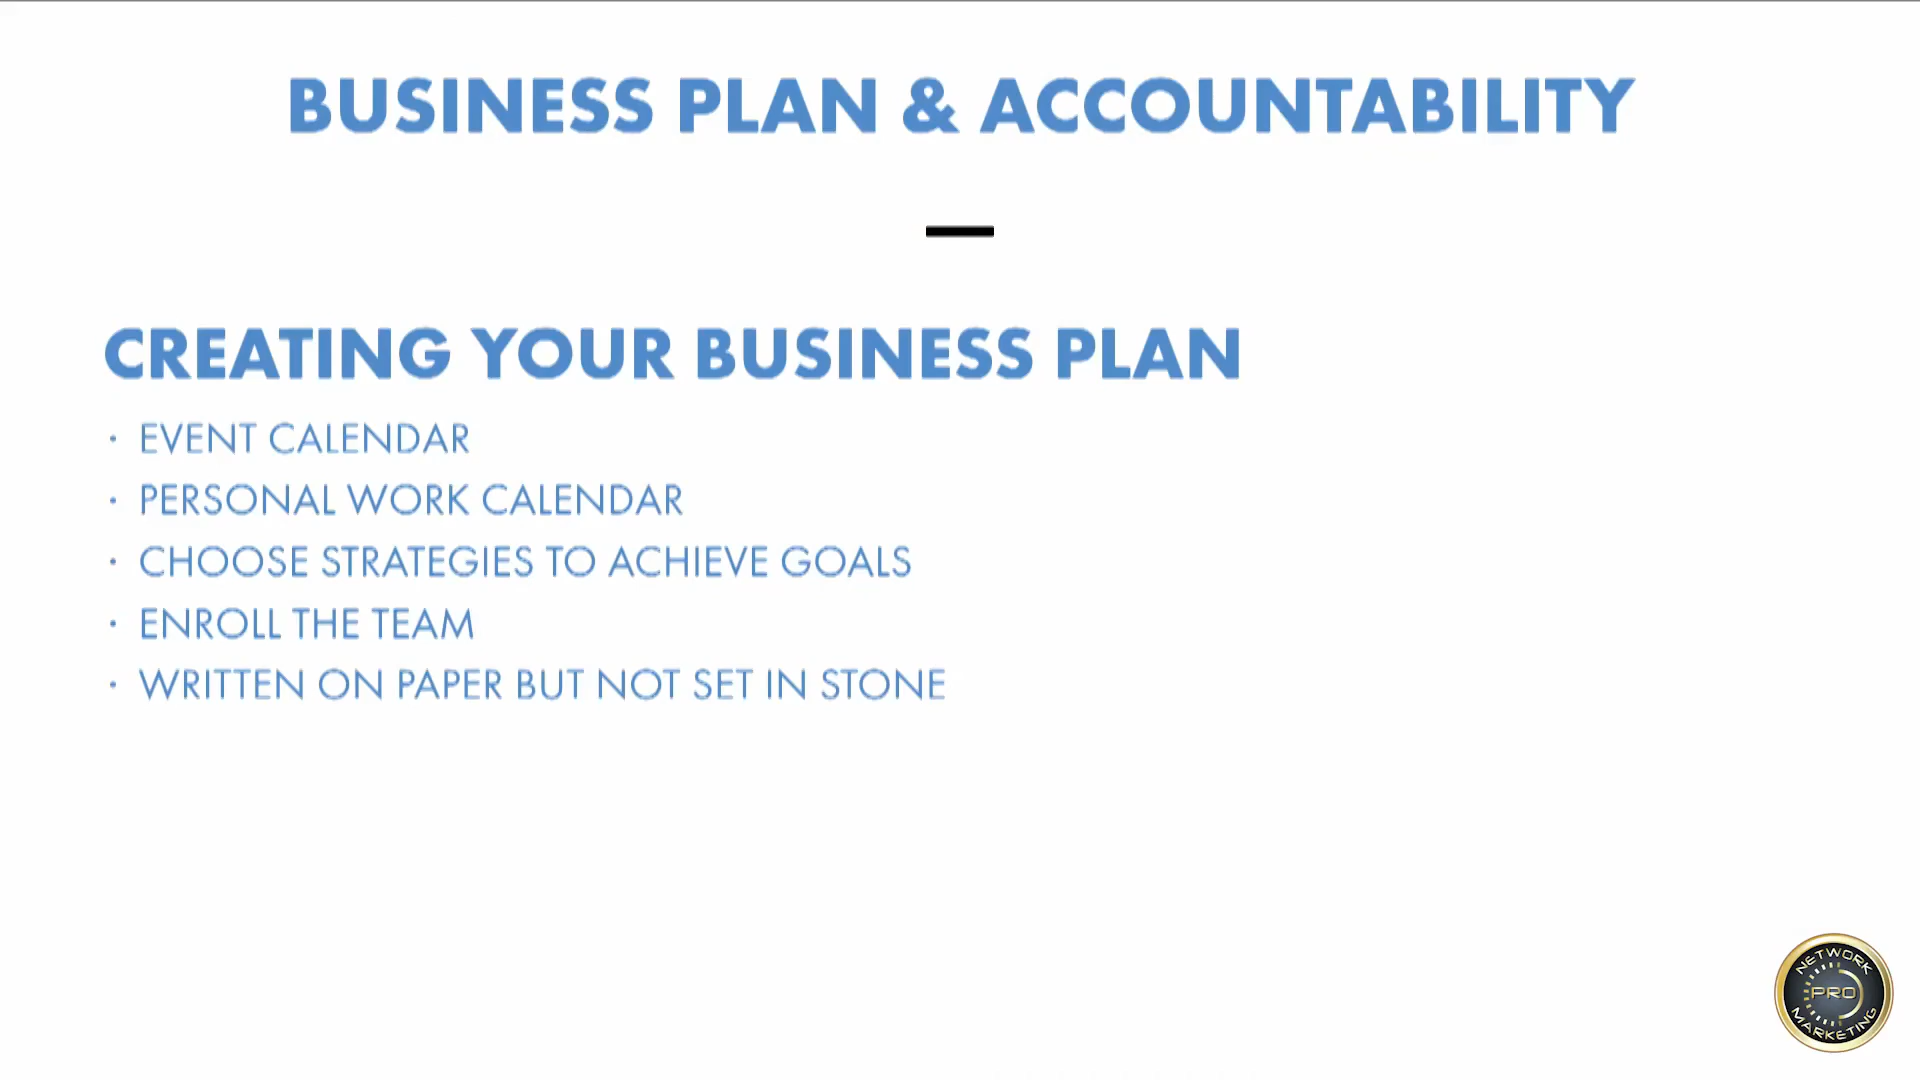 BUSINESS PLAN & ACCOUNTABILITY
CREATING YOUR BUSINESS PLAN
· EVENT CALENDAR
· PERSONAL WORK CALENDAR
· CHOOSE STRATEGIES TO ACHIEVE GOALS
· ENROLL THE TEAM
· WRITTEN ON PAPER BUT NOT SET IN STONE
NETWORK
PRO
MARKETING